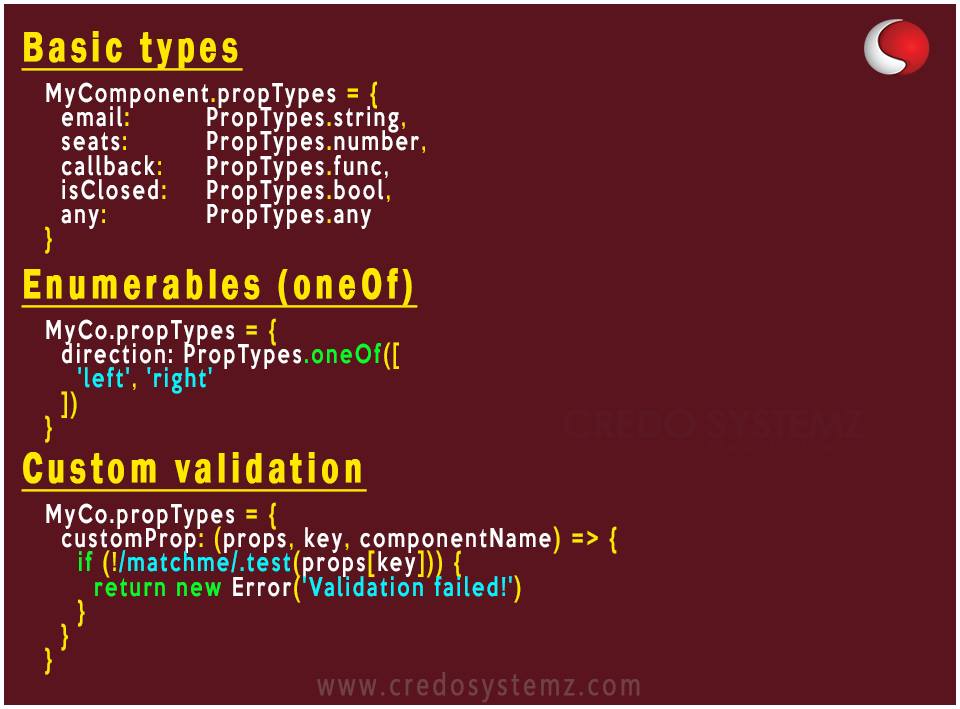 Basic types
MyComponent.propTypes = {
email: PropTypes.string,
seats: PropTypes.number,
callback: PropTypes.func,
isClosed: PropTypes.bool,
any: PropTypes.any
}
Enumerables (oneOf)
MyCo.propTypes = {
direction: PropTypes.oneOf([
'left', 'right'
])
}
CREDO SYSTEMZ
Custom validation
MyCo.propTypes = {
customProp: (props, key, componentName) => {
if (!/matchme/.test(props[key])) {
return new Error('Validation failed!')
}
}
}
www.credosystemz.com